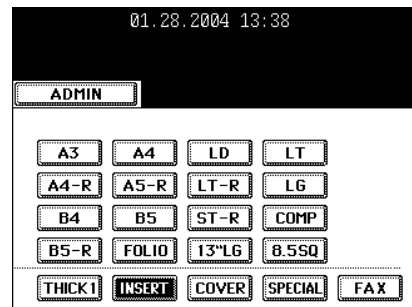 01.28.2004 13:38
ADMIN
A3 A4 LD LT
A4-R A5-R LT-R LG
B4 B5 ST-R COMP
B5-R FOLIO 13"LG 8.5SQ
THICK1 INSERT COVER SPECIAL FAX